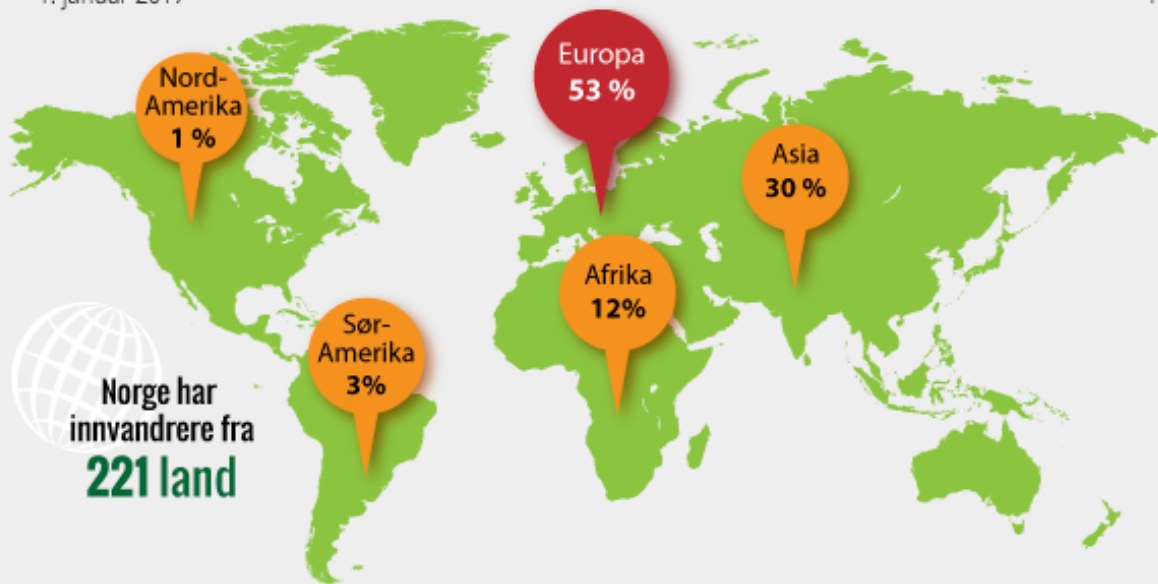 Europa
53 %
Nord-
Amerika
1 %
Asia
30 %
Afrika
12%
Sør-
Amerika
3%
Norge har
innvandrere fra
221 land